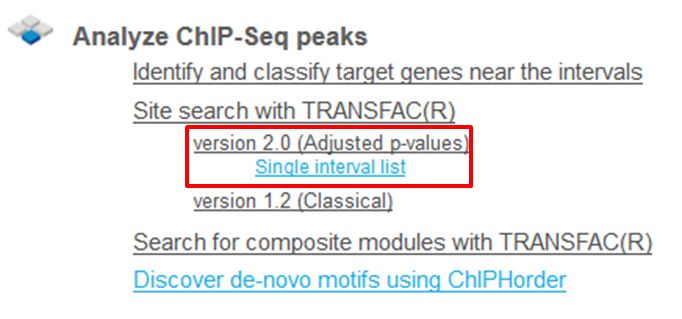 Analyze ChIP-Seq peaks
Identify and classify target genes near the intervals
Site search with TRANSFAC(R)
version 2.0 (Adjusted p-values)
Single interval list
version 1.2 (Classical)
Search for composite modules with TRANSFAC(R)
Discover de-novo motifs using ChIPHorder